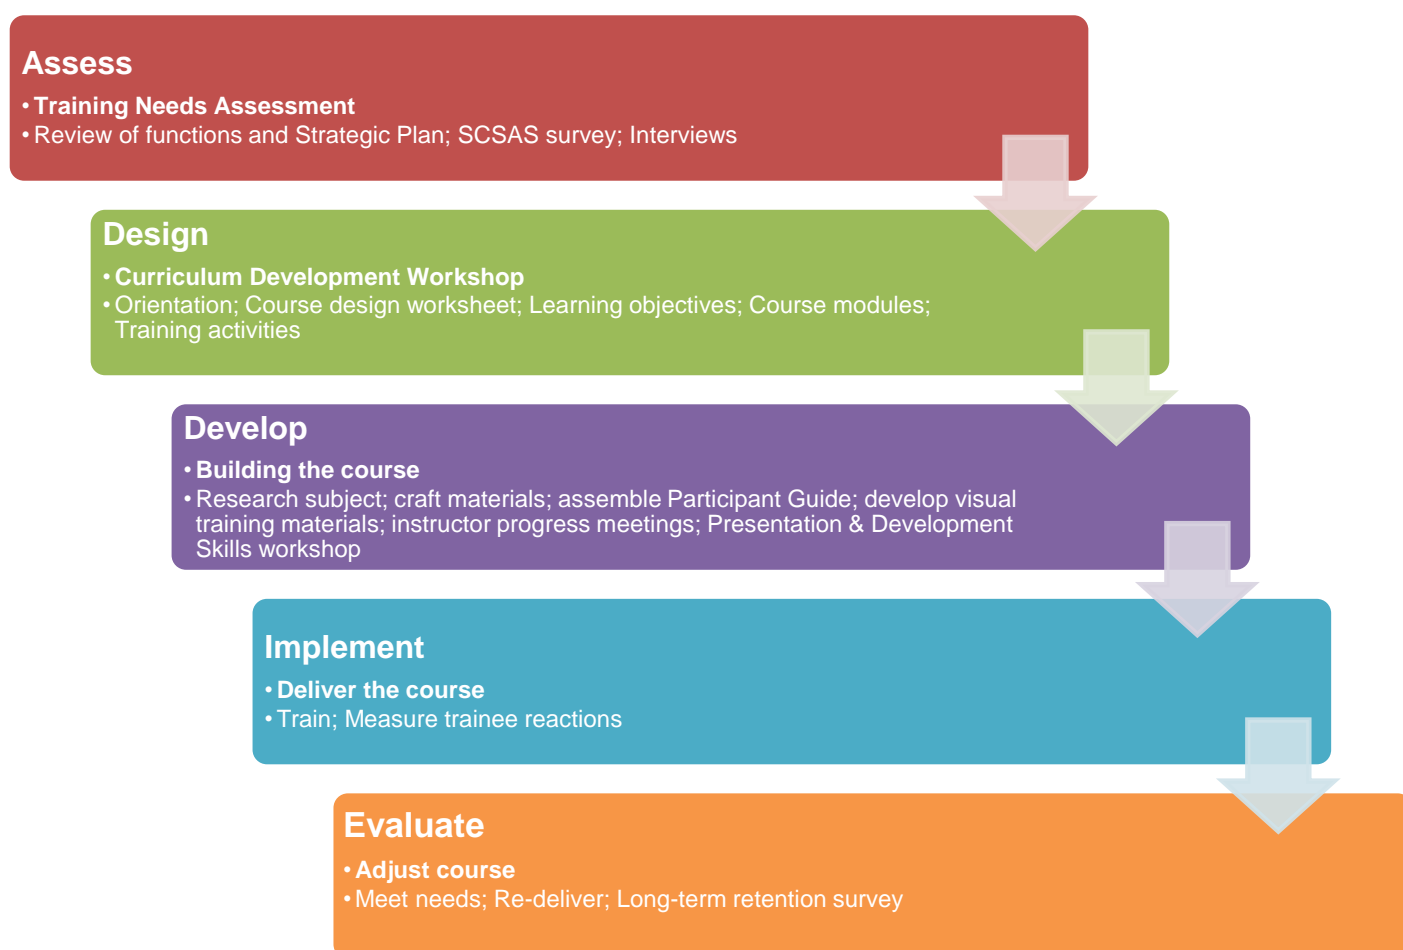 Assess
• Training Needs Assessment
• Review of functions and Strategic Plan; SCSAS survey; Interviews
Design
• Curriculum Development Workshop
• Orientation; Course design worksheet; Learning objectives; Course modules;
Training activities
Develop
• Building the course
• Research subject; craft materials; assemble Participant Guide; develop visual
training materials; instructor progress meetings; Presentation & Development
Skills workshop
Implement
• Deliver the course
• Train; Measure trainee reactions
Evaluate
• Adjust course
• Meet needs; Re-deliver; Long-term retention survey